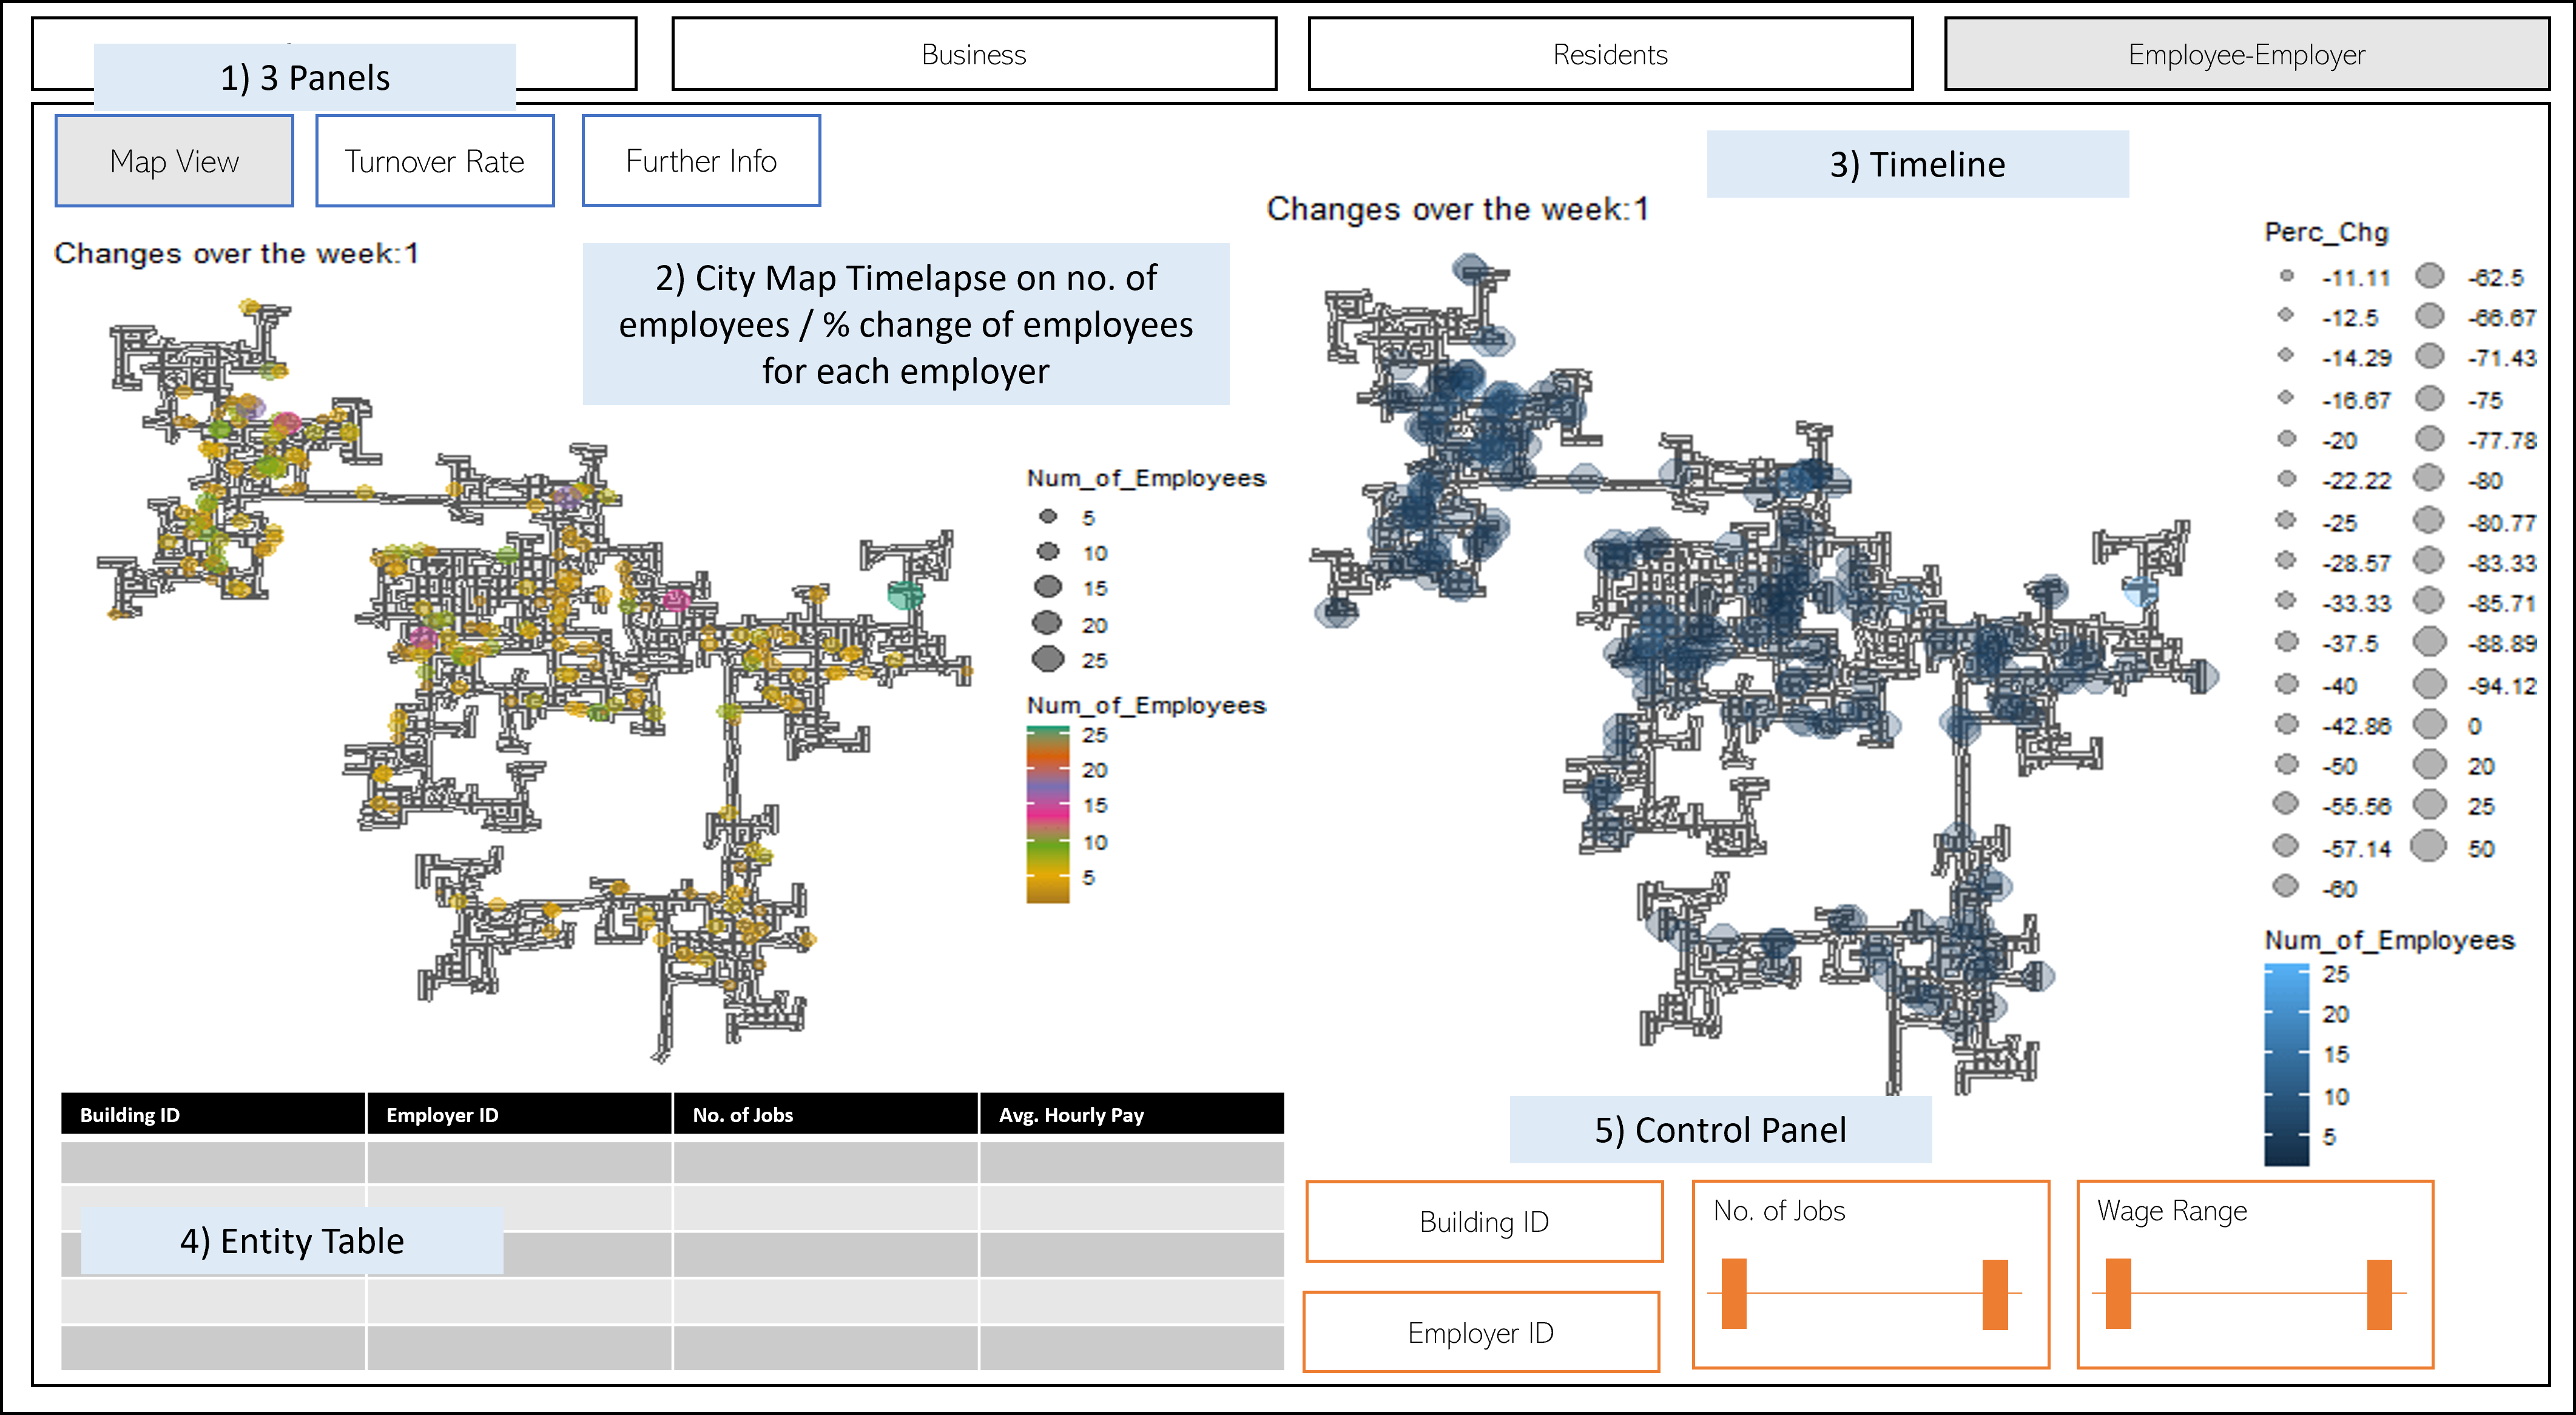 Business
Residents
Employee-Employer
1) 3 Panels
Map View
Turnover Rate
Further Info
3) Timeline
Changes over the week:1
2) City Map Timelapse on no. of
employees / % change of employees
for each employer
Num_of_Employees
5
10
15
20
25
Num_of_Employees
25
20
15
10
5
Changes over the week:1
Perc_Chg
-11.11
-12.5
-14.29
-16.67
-20
-22.22
-25
-28.57
-33.33
-37.5
-40
-42.86
-50
-55.56
-57.14
-60
-62.5
-66.67
-71.43
-75
-77.78
-80
-80.77
-83.33
-85.71
-88.89
-94.12
0
20
25
50
Num_of_Employees
25
20
15
10
5
Building ID
Employer ID
No. of Jobs
Avg. Hourly Pay
4) Entity Table
5) Control Panel
Building ID
Employer ID
No. of Jobs
Wage Range